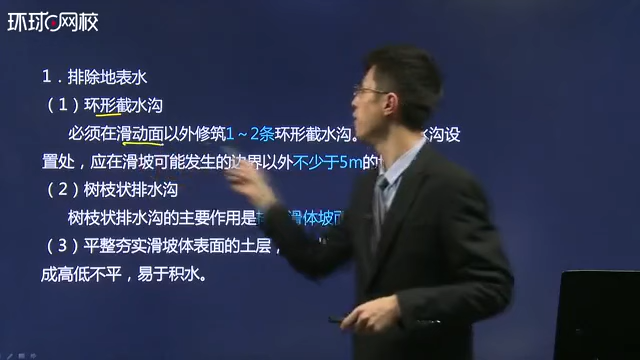 环球网校
1．排除地表水
（1）环形截水沟
必须在滑动面以外修筑1～2条环形截水沟。水沟设
置处，应在滑坡可能发生的边界以外不少于5m的
（2）树枝状排水沟
树枝状排水沟的主要作用是滑体坡面
（3）平整夯实滑坡体表面的土层，
成高低不平，易于积水。